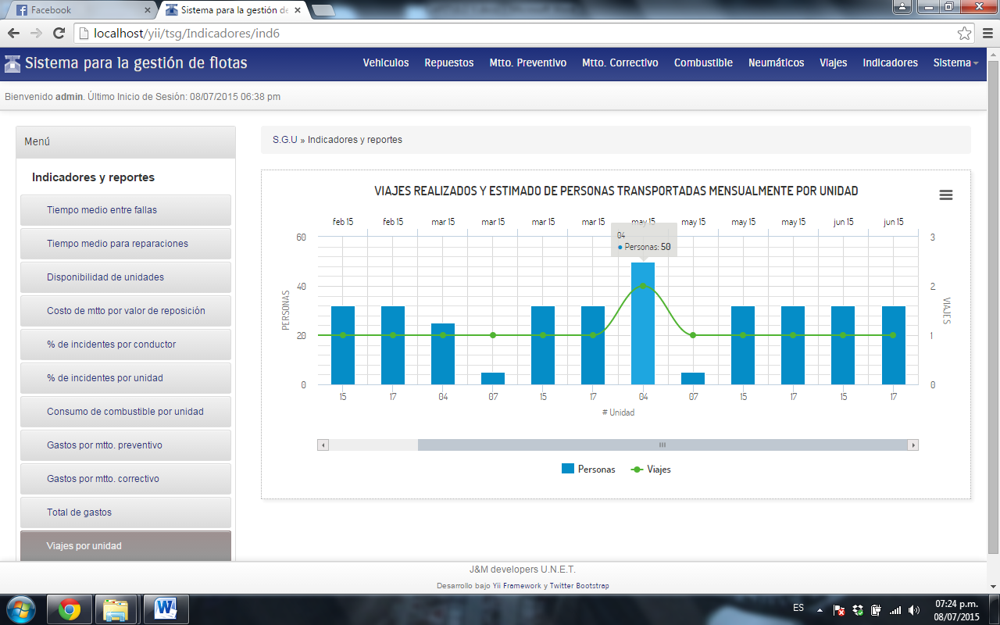 Facebook
Sistema para la gestión de
localhost/yii/tsg/Indicadores/ind6
Sistema para la gestión de flotas
Vehiculos Repuestos Mtto. Preventivo Mtto. Correctivo Combustible Neumáticos Viajes Indicadores Sistema
Bienvenido admin. Último Inicio de Sesión: 08/07/2015 06:38 pm
Menú
Indicadores y reportes
Tiempo medio entre fallas
Tiempo medio para reparaciones
Disponibilidad de unidades
Costo de mtto por valor de reposición
% de incidentes por conductor
% de incidentes por unidad
Consumo de combustible por unidad
Gastos por mtto. preventivo
Gastos por mtto. correctivo
Total de gastos
Viajes por unidad
S.G.U » Indicadores y reportes
VIAJES REALIZADOS Y ESTIMADO DE PERSONAS TRANSPORTADAS MENSUALMENTE POR UNIDAD
feb 15 feb 15 mar 15 mar 15 mar 15 mar 15 may 15 may 15 may 15 may 15 jun 15 jun 15
04
Personas: 50
60 3
40 2
20 1
0 0
PERSONAS
VIAJES
15 17 04 07 15 17 04 07 15 17 15 17
# Unidad
Personas Viajes
J&M developers U.N.E.T.
Desarrollo bajo Yii Framework y Twitter Bootstrap
ES
07:24 p.m.
08/07/2015